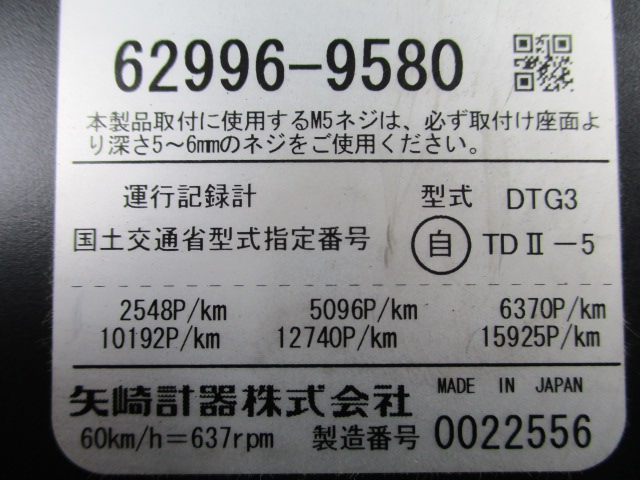 62996-9580
本製品取付に使用するM5ネジは、必ず取付け座面よ
り深さ5～6mmのネジをご使用ください。
運行記録計 型式 DTG3
国土交通省型式指定番号 自 TDⅡ-5
2548P/km 5096P/km 6370P/km
10192P/km 12740P/km 15925P/km
矢崎計器株式会社 MADE IN JAPAN
60km/h=637rpm 製造番号 0022556